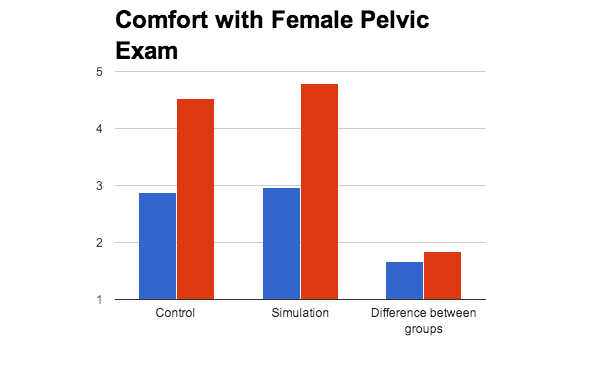 Comfort with Female Pelvic
Exam
5
4
3
2
1
Control
Simulation
Difference between
groups